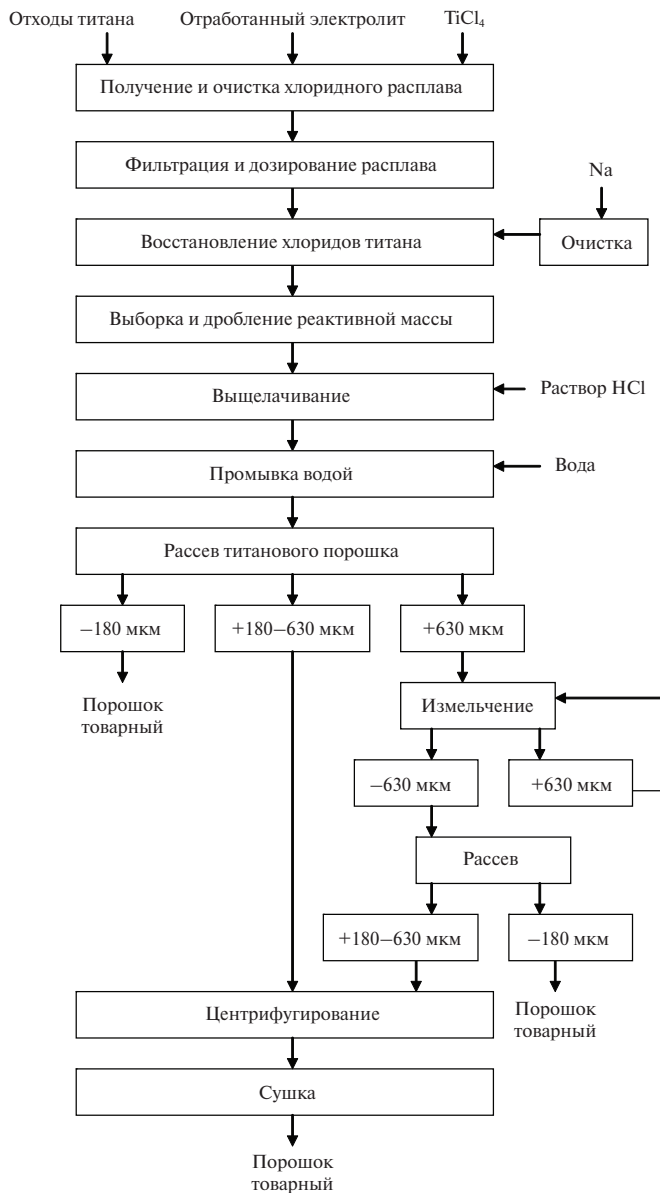 Отходы титана
Отработанный электролит
TiCl₄
Получение и очистка хлоридного расплава
Фильтрация и дозирование расплава
Na
Восстановление хлоридов титана
Очистка
Выборка и дробление реактивной массы
Выщелачивание
Раствор HCl
Промывка водой
Вода
Рассев титанового порошка
−180 мкм
+180−630 мкм
+630 мкм
Порошок
товарный
Измельчение
−630 мкм
+630 мкм
Рассев
+180−630 мкм
−180 мкм
Порошок
товарный
Центрифугирование
Сушка
Порошок
товарный